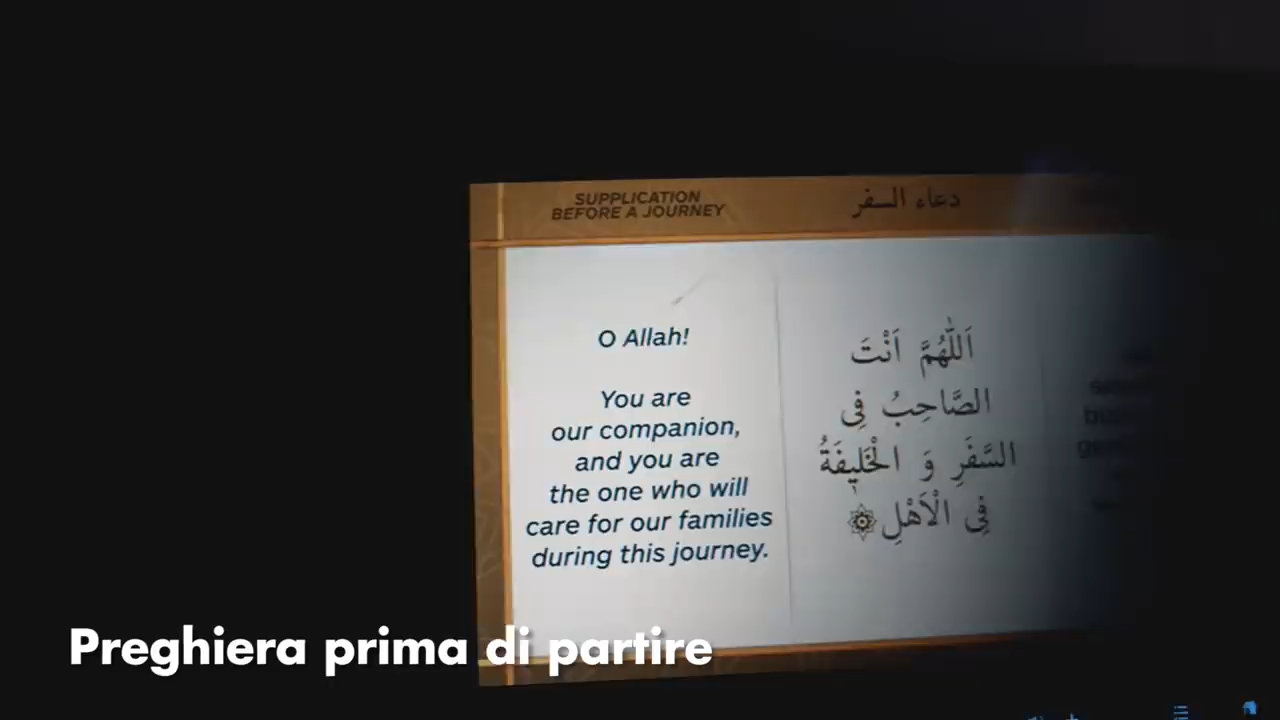 SUPPLICATION
BEFORE A JOURNEY
دعاء السفر
O Allah!
You are
our companion,
and you are
the one who will
care for our families
during this journey.
اَللّٰهُمَّ اَنْتَ
الصَّاحِبُ فِى
السَّفَرِ وَ الْخَلِيفَةُ
فِى الْاَهْلِ
Preghiera prima di partire